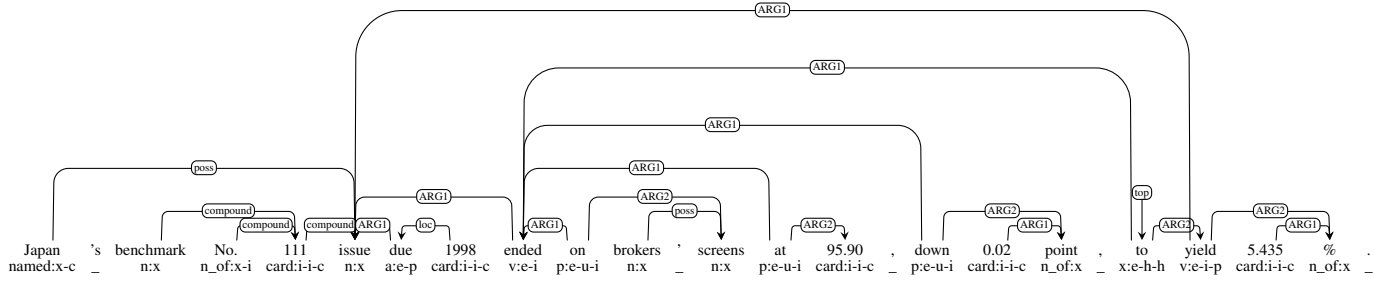 ARG1
ARG1
ARG1
poss ARG1 top
compound ARG1 ARG2 ARG2 ARG2
compound compound ARG1 loc ARG1 poss ARG2 ARG1 ARG2 ARG1
Japan 's benchmark No. 111 issue due 1998 ended on brokers ' screens at 95.90 , down 0.02 point , to yield 5.435 % .
named:x-c _ n:x n_of:x-i card:i-i-c n:x a:e-p card:i-i-c v:e-i p:e-u-i n:x _ n:x p:e-u-i card:i-i-c _ p:e-u-i card:i-i-c n_of:x _ x:e-h-h v:e-i-p card:i-i-c n_of:x _